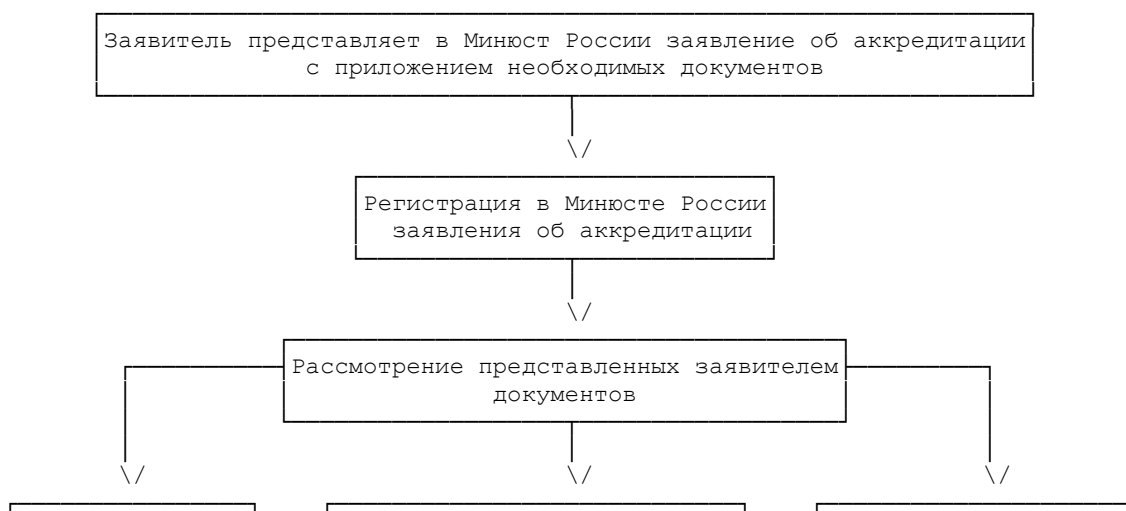 Заявитель представляет в Минюст России заявление об аккредитации
с приложением необходимых документов
Регистрация в Минюсте России
заявления об аккредитации
Рассмотрение представленных заявителем
документов